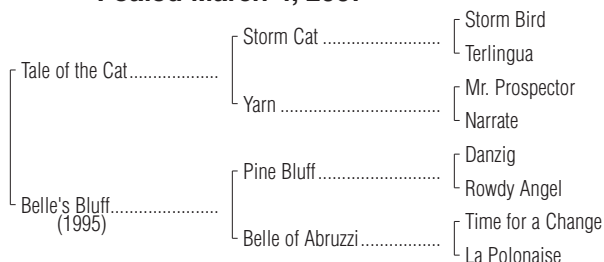 Foaled March 4,
Storm Bird
Storm Cat
Terlingua
Tale of the Cat
Mr. Prospector
Yarn
Narrate
Danzig
Pine Bluff
Rowdy Angel
Belle's Bluff
(1995)
Time for a Change
Belle of Abruzzi
La Polonaise